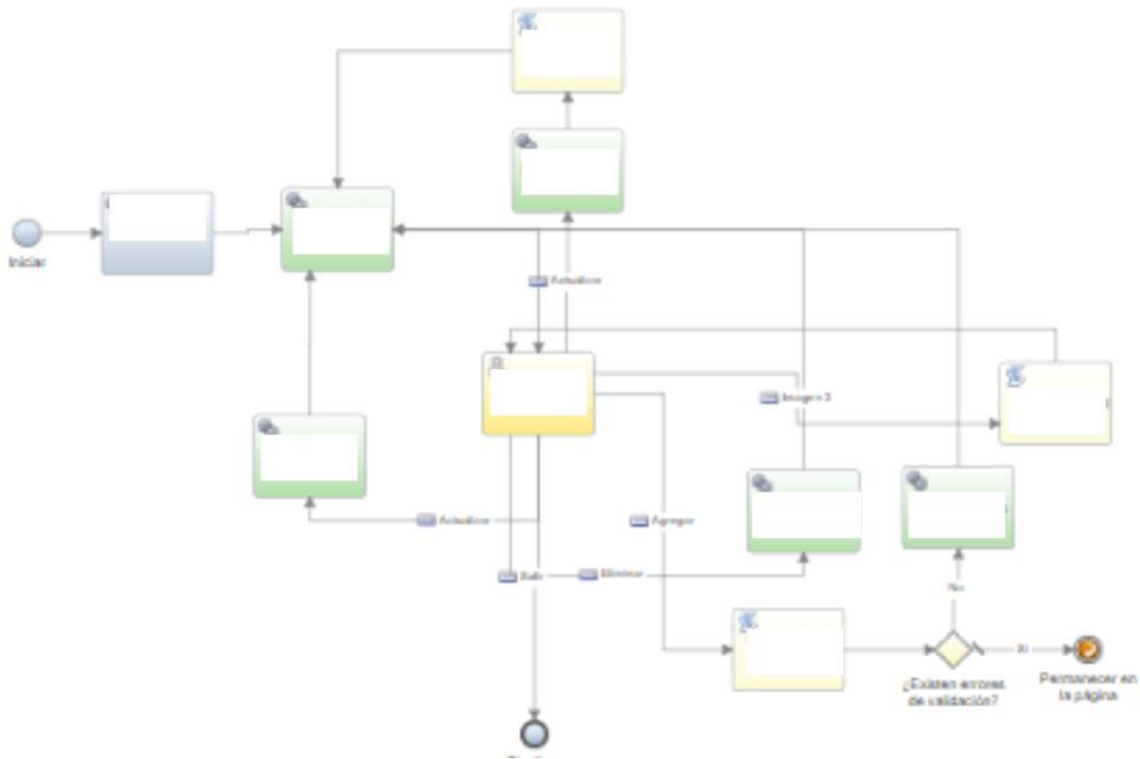 Iniciar
Actualizar
Imagen 3
Actualizar
Agregar
Salir
Eliminar
No
Si
¿Existen errores
de validación?
Permanecer en
la página